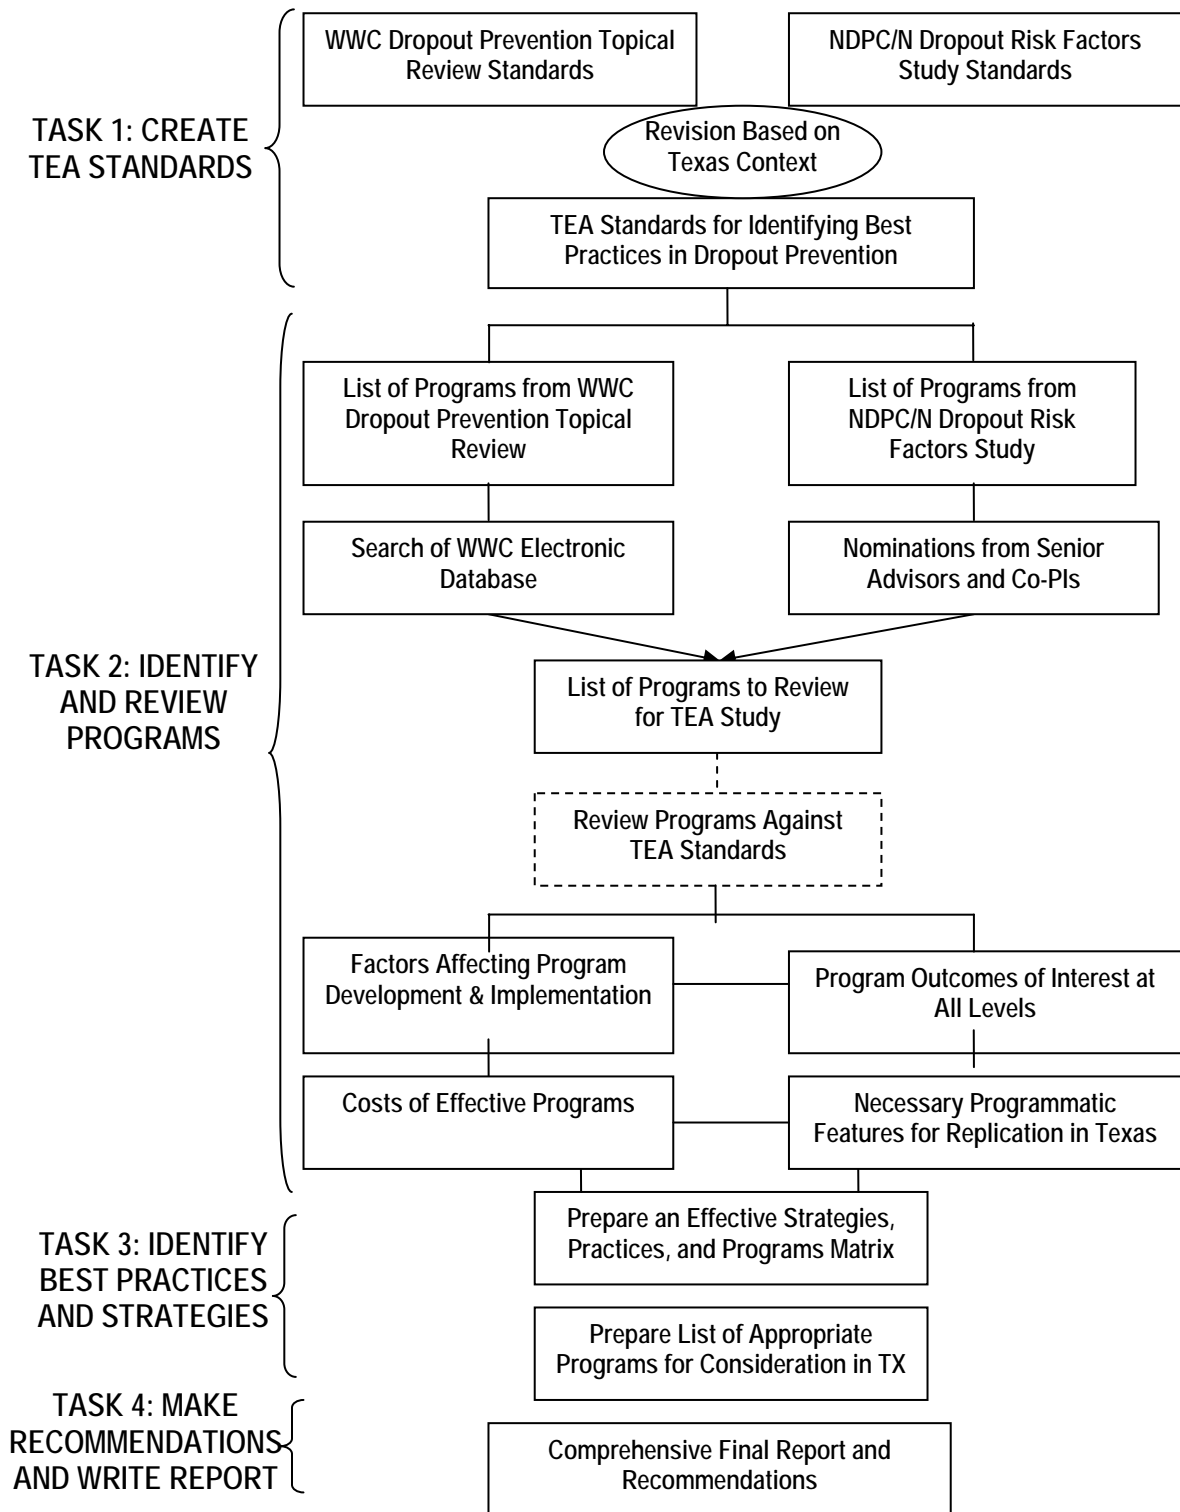 WWC Dropout Prevention Topical
Review Standards
NDPC/N Dropout Risk Factors
Study Standards
TASK 1: CREATE
TEA STANDARDS
Revision Based on
Texas Context
TEA Standards for Identifying Best
Practices in Dropout Prevention
List of Programs from WWC
Dropout Prevention Topical
Review
List of Programs from
NDPC/N Dropout Risk
Factors Study
Search of WWC Electronic
Database
Nominations from Senior
Advisors and Co-PIs
TASK 2: IDENTIFY
AND REVIEW
PROGRAMS
List of Programs to Review
for TEA Study
Review Programs Against
TEA Standards
Factors Affecting Program
Development & Implementation
Program Outcomes of Interest at
All Levels
Costs of Effective Programs
Necessary Programmatic
Features for Replication in Texas
TASK 3: IDENTIFY
BEST PRACTICES
AND STRATEGIES
Prepare an Effective Strategies,
Practices, and Programs Matrix
Prepare List of Appropriate
Programs for Consideration in TX
TASK 4: MAKE
RECOMMENDATIONS
AND WRITE REPORT
Comprehensive Final Report and
Recommendations